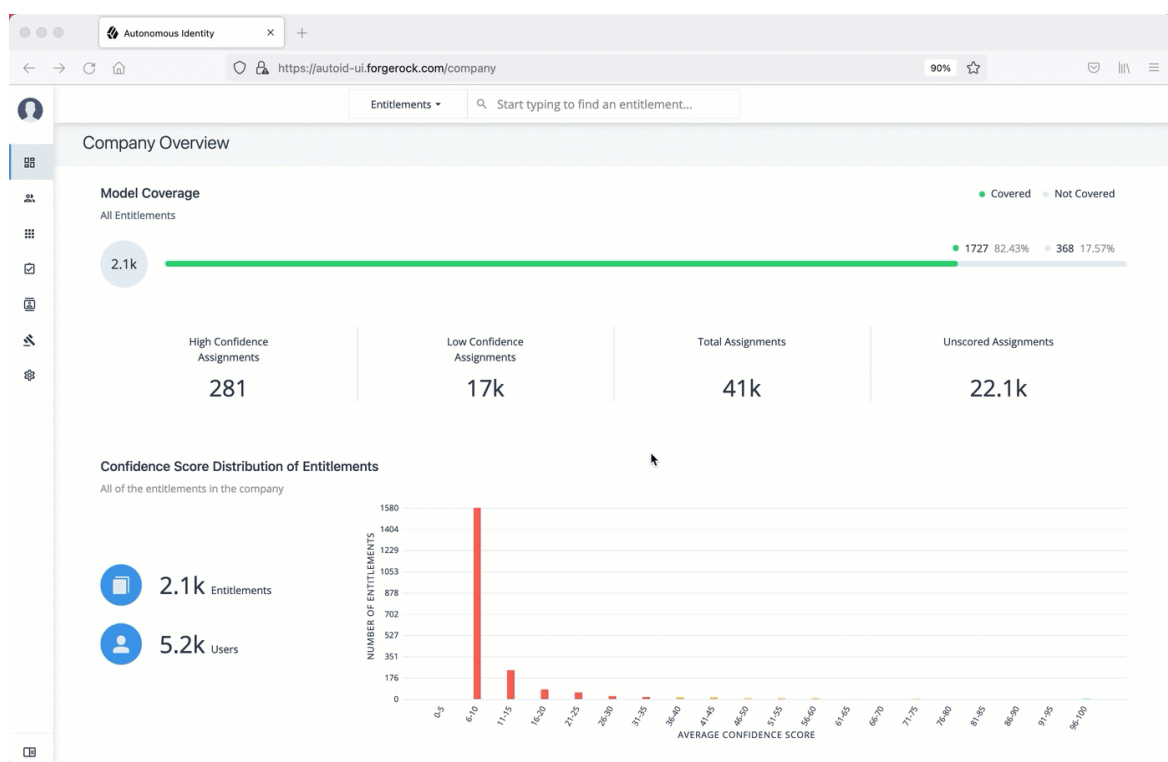 Autonomous Identity
https://autoid-ui.forgerock.com/company
90%
Entitlements
Start typing to find an entitlement...
Company Overview
Model Coverage
Covered
Not Covered
All Entitlements
1727 82.43%
368 17.57%
2.1k
High Confidence
Assignments
281
Low Confidence
Assignments
17k
Total Assignments
41k
Unscored Assignments
22.1k
Confidence Score Distribution of Entitlements
All of the entitlements in the company
2.1k Entitlements
5.2k Users
NUMBER OF ENTITLEMENTS
1580
1404
1229
1053
878
702
527
351
176
0
0-5
6-10
11-15
16-20
21-25
26-30
31-35
36-40
41-45
46-50
51-55
56-60
61-65
66-70
71-75
76-80
81-85
86-90
91-95
96-100
AVERAGE CONFIDENCE SCORE